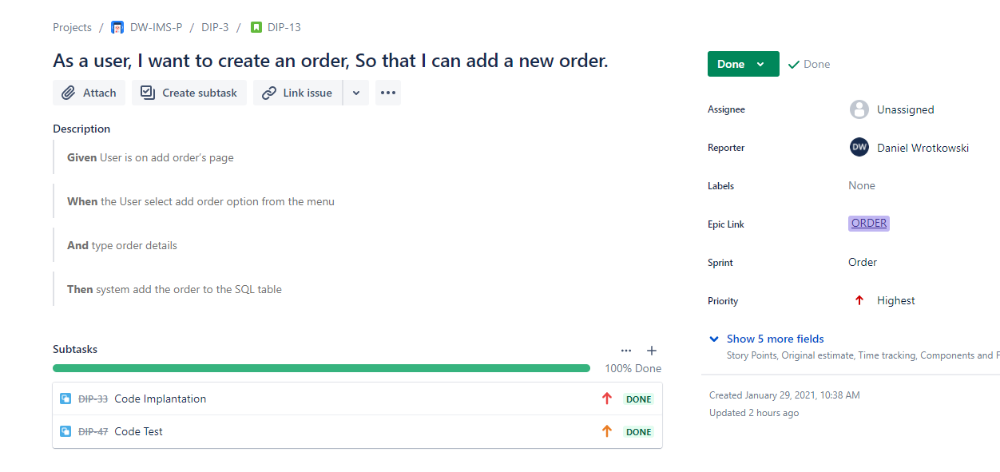 Projects / DW-IMS-P / DIP-3 / DIP-13
As a user, I want to create an order, So that I can add a new order.
Attach
Create subtask
Link issue
Description
Given User is on add order's page
When the User select add order option from the menu
And type order details
Then system add the order to the SQL table
Subtasks
100% Done
DIP-33 Code Implantation DONE
DIP-47 Code Test DONE
Done
Done
Assignee
Unassigned
Reporter
DW Daniel Wrotkowski
Labels
None
Epic Link
ORDER
Sprint
Order
Priority
Highest
Show 5 more fields
Story Points, Original estimate, Time tracking, Components and F
Created January 29, 2021, 10:38 AM
Updated 2 hours ago